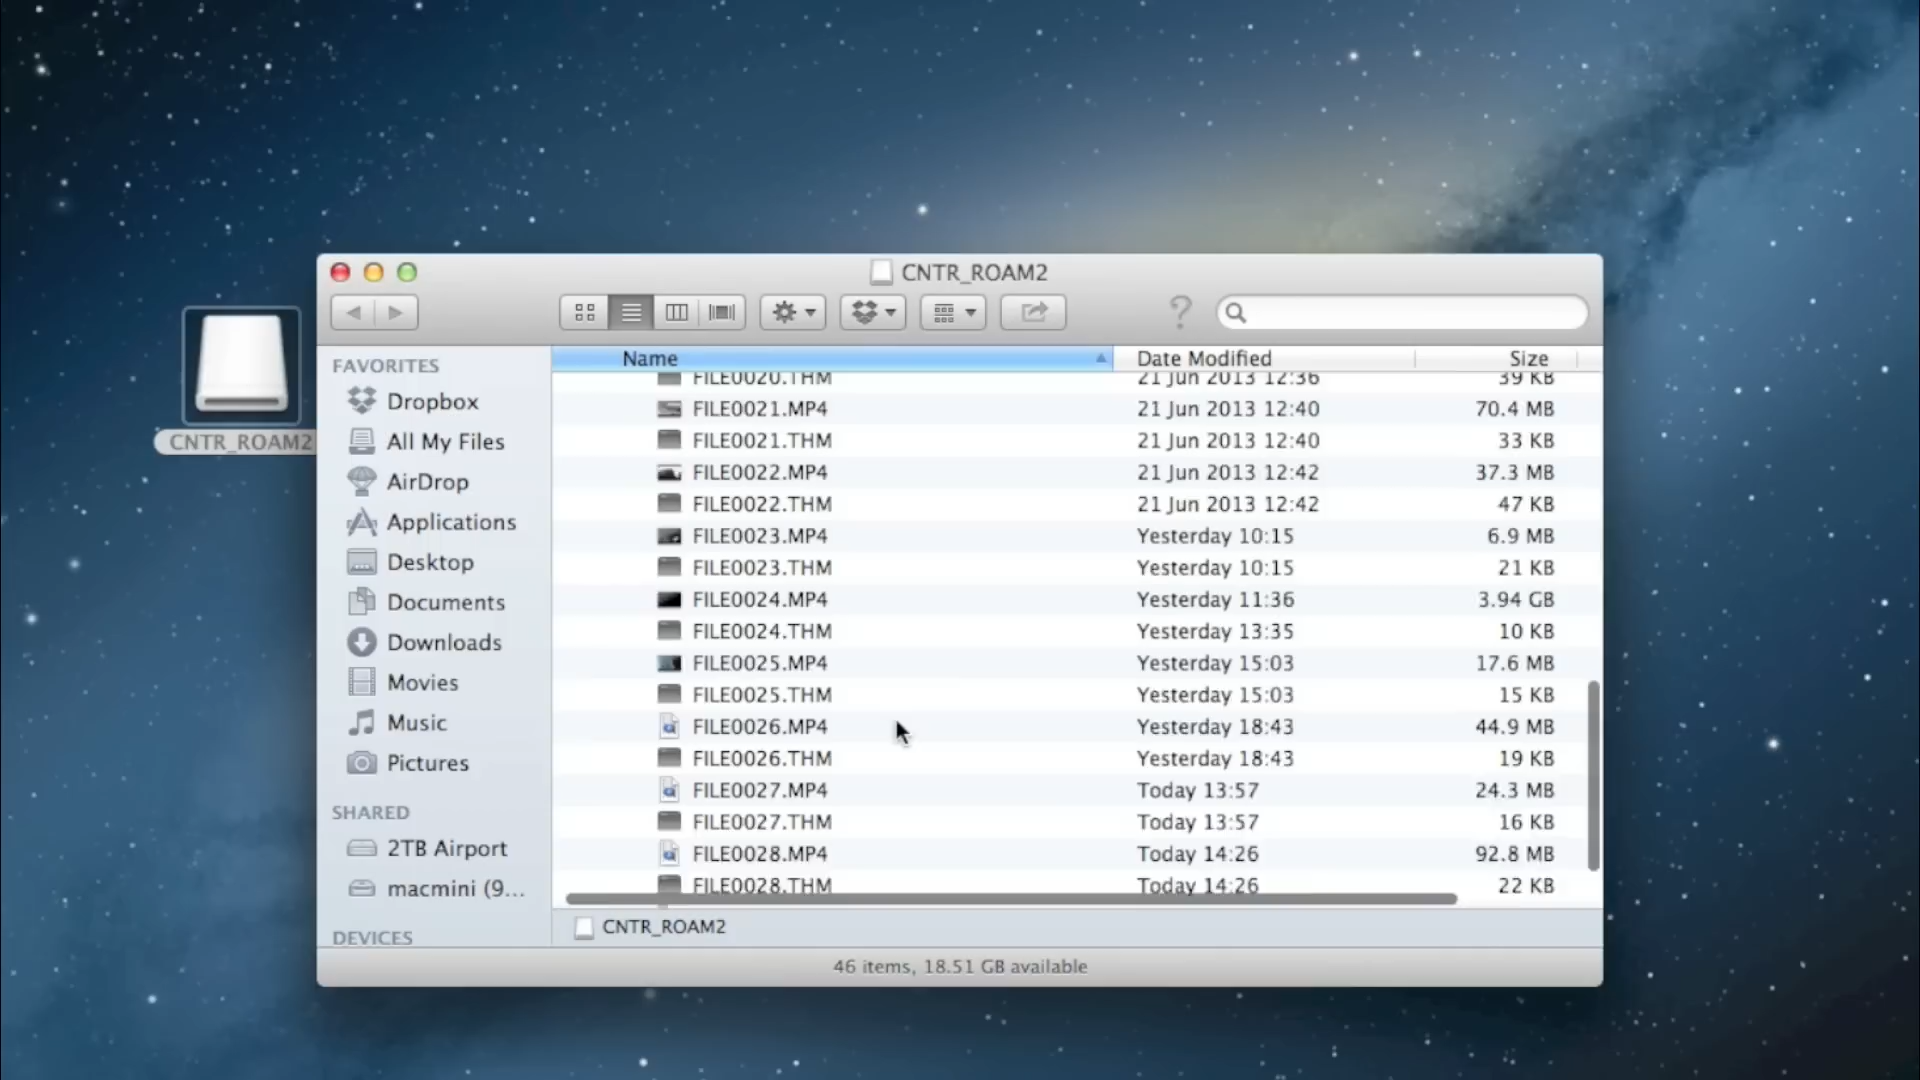 CNTR_ROAM2
CNTR_ROAM2
FAVORITES
Dropbox
All My Files
AirDrop
Applications
Desktop
Documents
Downloads
Movies
Music
Pictures
SHARED
2TB Airport
macmini (9...
DEVICES
Name Date Modified Size
FILE0020.THM 21 Jun 2013 12:36 39 KB
FILE0021.MP4 21 Jun 2013 12:40 70.4 MB
FILE0021.THM 21 Jun 2013 12:40 33 KB
FILE0022.MP4 21 Jun 2013 12:42 37.3 MB
FILE0022.THM 21 Jun 2013 12:42 47 KB
FILE0023.MP4 Yesterday 10:15 6.9 MB
FILE0023.THM Yesterday 10:15 21 KB
FILE0024.MP4 Yesterday 11:36 3.94 GB
FILE0024.THM Yesterday 13:35 10 KB
FILE0025.MP4 Yesterday 15:03 17.6 MB
FILE0025.THM Yesterday 15:03 15 KB
FILE0026.MP4 Yesterday 18:43 44.9 MB
FILE0026.THM Yesterday 18:43 19 KB
FILE0027.MP4 Today 13:57 24.3 MB
FILE0027.THM Today 13:57 16 KB
FILE0028.MP4 Today 14:26 92.8 MB
FILE0028.THM Today 14:26 22 KB
CNTR_ROAM2
46 items, 18.51 GB available